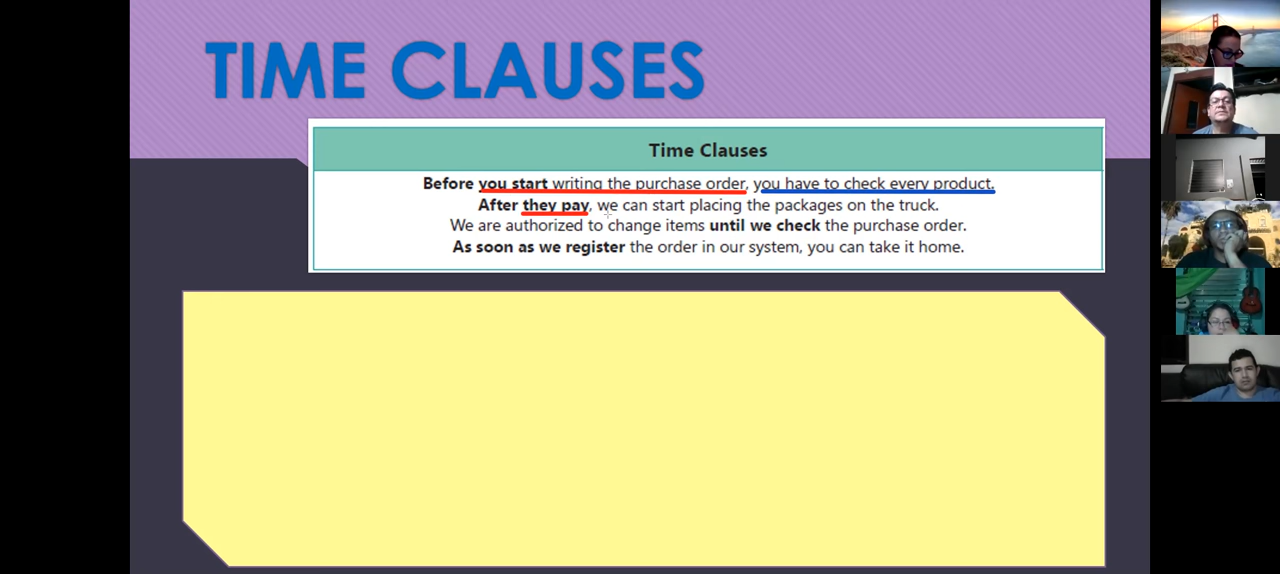 TIME CLAUSES
Time Clauses
Before you start writing the purchase order, you have to check every product.
After they pay, we can start placing the packages on the truck.
We are authorized to change items until we check the purchase order.
As soon as we register the order in our system, you can take it home.